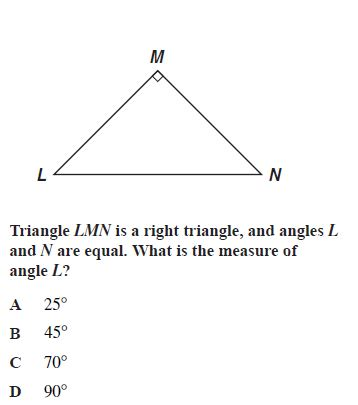 M
L N
Triangle LMN is a right triangle, and angles L
and N are equal. What is the measure of
angle L?
A 25°
B 45°
C 70°
D 90°